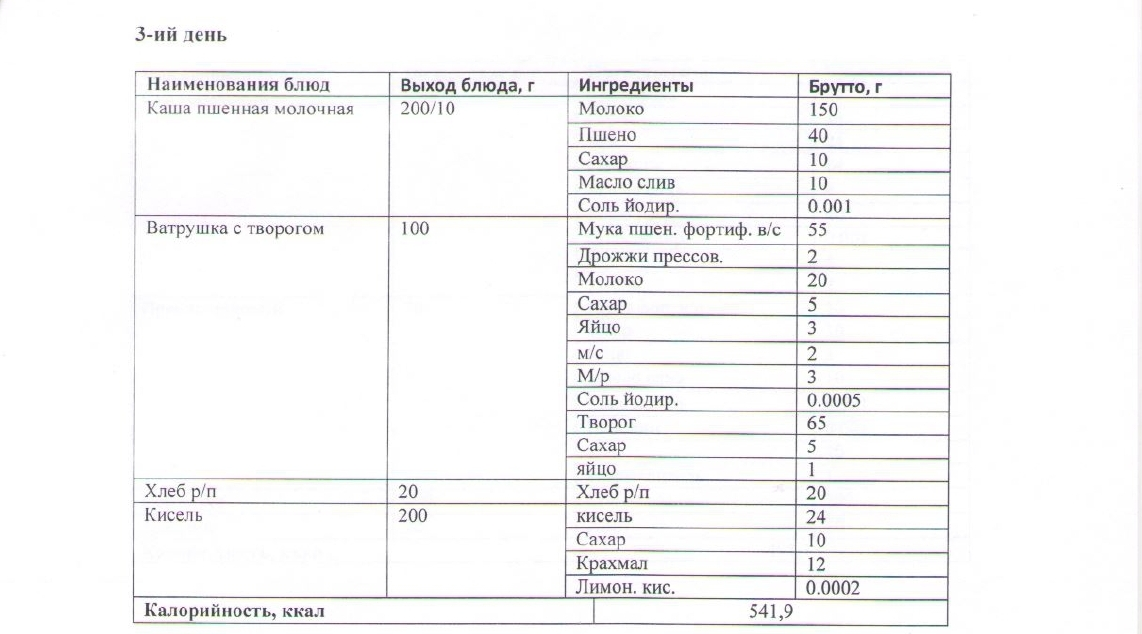 3-ий день
Наименования блюд Выход блюда, г Ингредиенты Брутто, г
Каша пшенная молочная 200/10 Молоко 150
Пшено 40
Сахар 10
Масло слив 10
Соль йодир. 0.001
Ватрушка с творогом 100 Мука пшен. фортиф. в/с 55
Дрожжи прессов. 2
Молоко 20
Сахар 5
Яйцо 3
м/с 2
М/р 3
Соль йодир. 0.0005
Творог 65
Сахар 5
яйцо 1
Хлеб р/п 20 Хлеб р/п 20
Кисель 200 кисель 24
Сахар 10
Крахмал 12
Лимон. кис. 0.0002
Калорийность, ккал 541,9